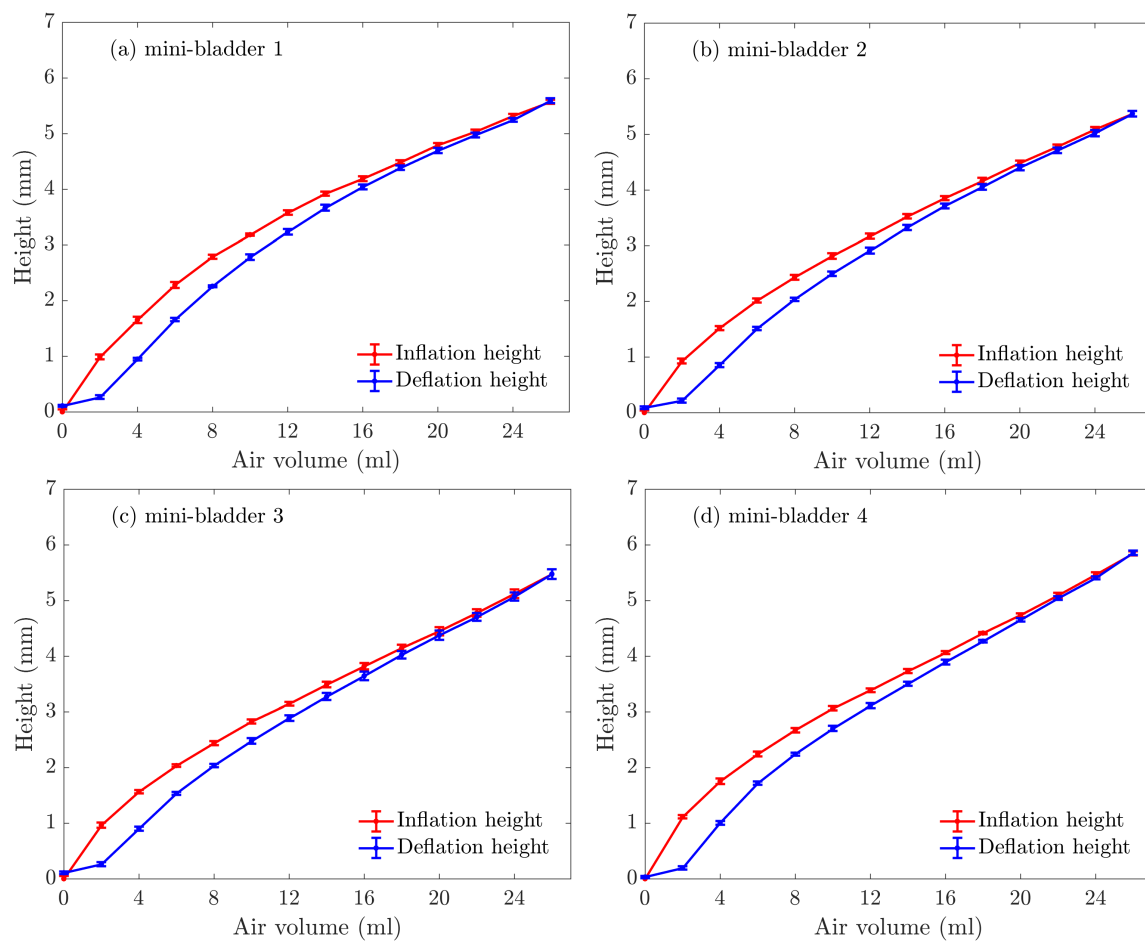 (a) mini-bladder 1
7
6
5
4
3
2
1
0
Height (mm)
0 4 8 12 16 20 24
Air volume (ml)
Inflation height
Deflation height
(b) mini-bladder 2
7
6
5
4
3
2
1
0
Height (mm)
0 4 8 12 16 20 24
Air volume (ml)
Inflation height
Deflation height
(c) mini-bladder 3
7
6
5
4
3
2
1
0
Height (mm)
0 4 8 12 16 20 24
Air volume (ml)
Inflation height
Deflation height
(d) mini-bladder 4
7
6
5
4
3
2
1
0
Height (mm)
0 4 8 12 16 20 24
Air volume (ml)
Inflation height
Deflation height